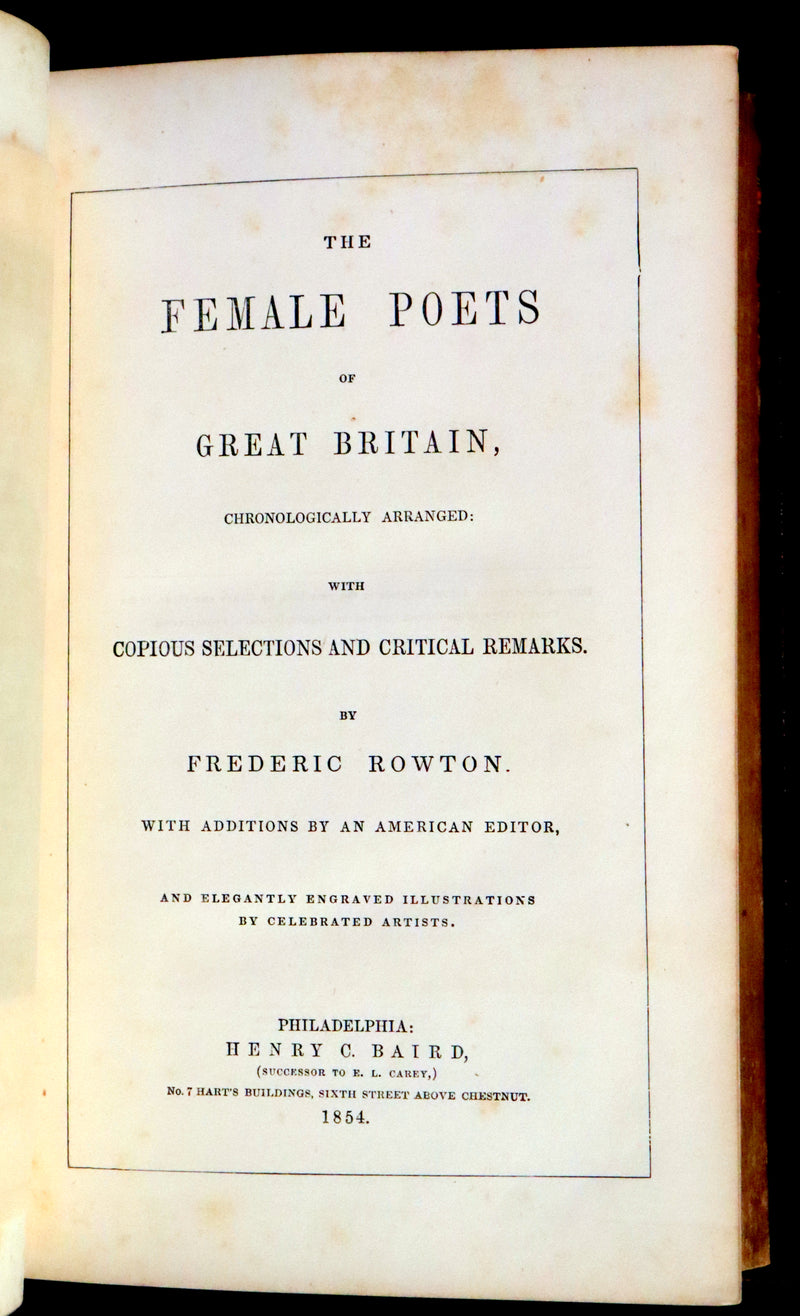 THE
FEMALE POETS
OF
GREAT BRITAIN,
CHRONOLOGICALLY ARRANGED:
WITH
COPIOUS SELECTIONS AND CRITICAL REMARKS.
BY
FREDERIC ROWTON.
WITH ADDITIONS BY AN AMERICAN EDITOR,
AND ELEGANTLY ENGRAVED ILLUSTRATIONS
BY CELEBRATED ARTISTS.
PHILADELPHIA:
HENRY C. BAIRD,
(SUCCESSOR TO E. L. CAREY,)
No. 7 HART'S BUILDINGS, SIXTH STREET ABOVE CHESTNUT.
1854.